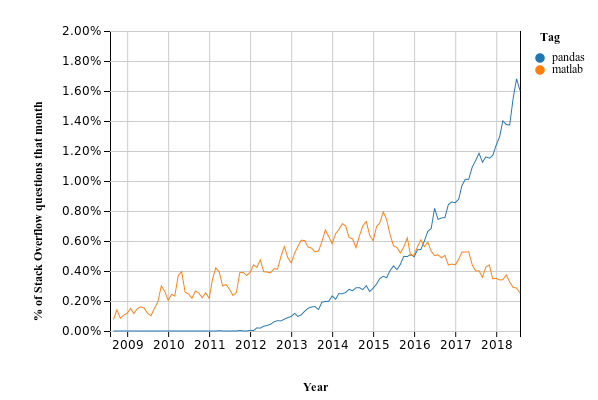 2.00%
1.80%
1.60%
1.40%
1.20%
1.00%
0.80%
0.60%
0.40%
0.20%
0.00%
% of Stack Overflow questions that month
2009 2010 2011 2012 2013 2014 2015 2016 2017 2018
Year
Tag
pandas
matlab